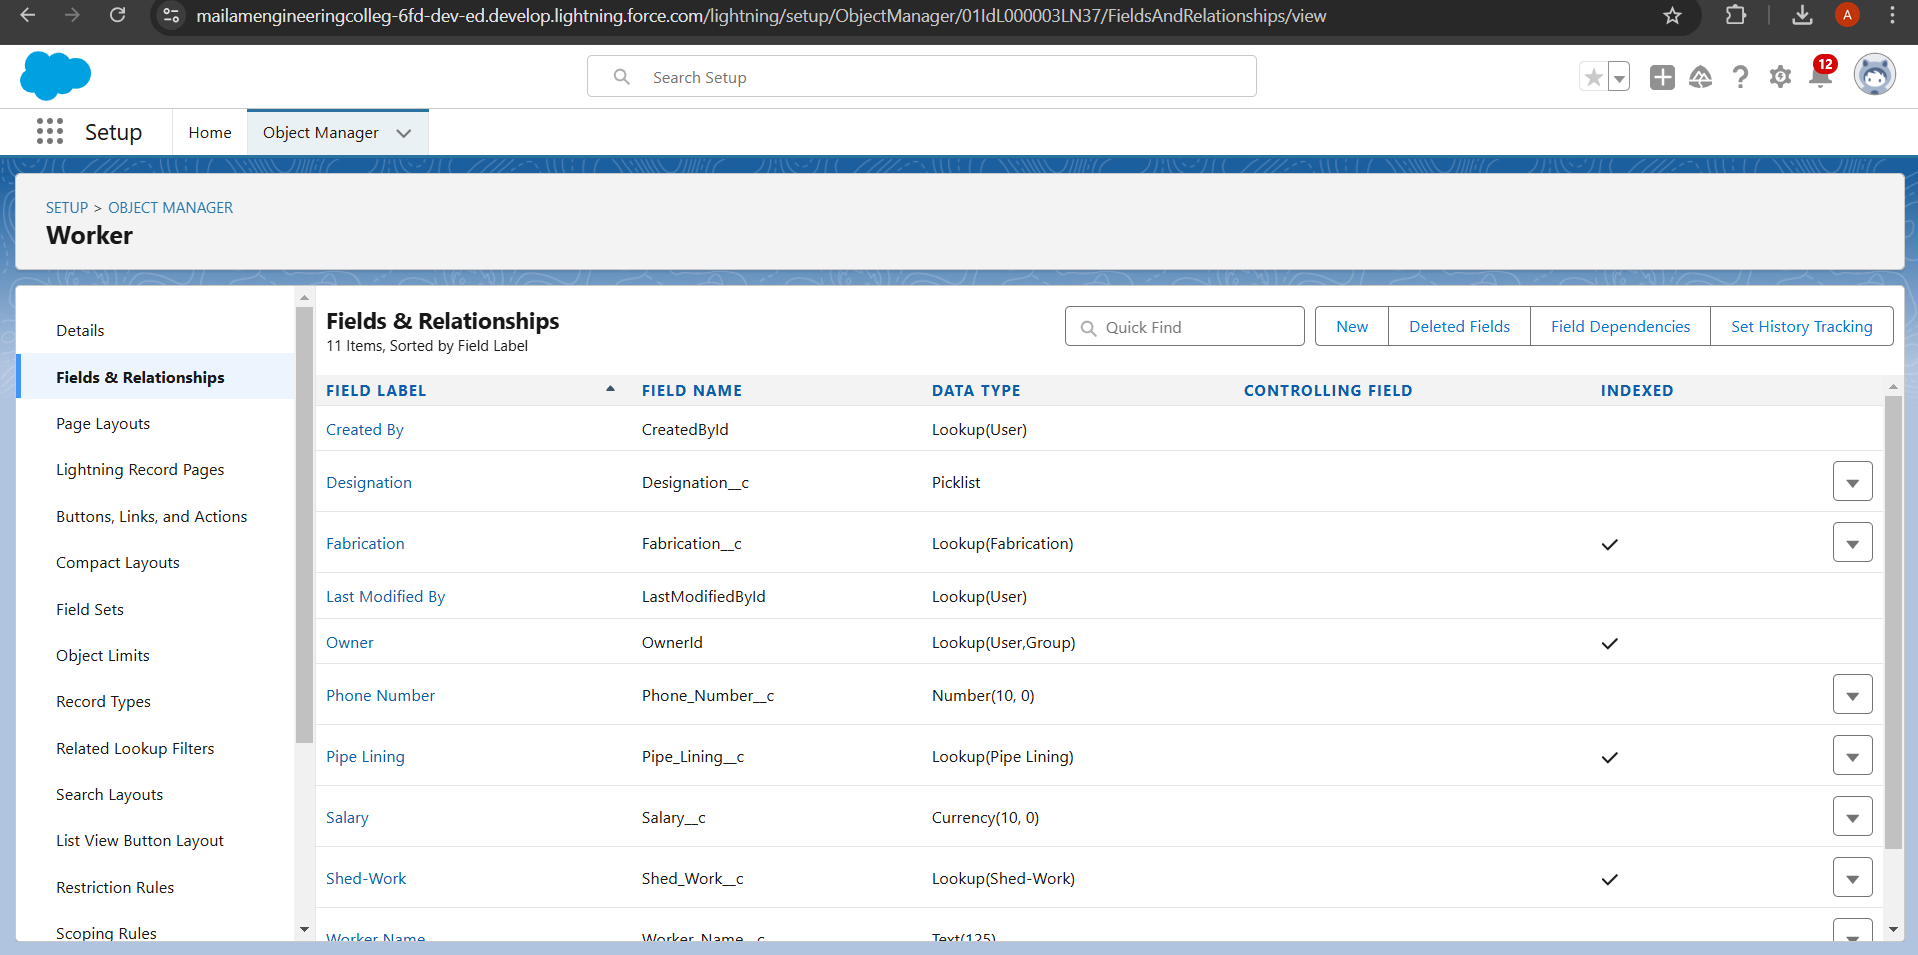 mailamengineeringcolleg-6fd-dev-ed.develop.lightning.force.com/lightning/setup/ObjectManager/01IdL000003LN37/FieldsAndRelationships/view
A
Search Setup
12
Setup
Home
Object Manager
SETUP > OBJECT MANAGER
Worker
Details
Fields & Relationships
Page Layouts
Lightning Record Pages
Buttons, Links, and Actions
Compact Layouts
Field Sets
Object Limits
Record Types
Related Lookup Filters
Search Layouts
List View Button Layout
Restriction Rules
Scoping Rules
Fields & Relationships
11 Items, Sorted by Field Label
Quick Find
New
Deleted Fields
Field Dependencies
Set History Tracking
FIELD LABEL FIELD NAME DATA TYPE CONTROLLING FIELD INDEXED
Created By CreatedById Lookup(User)
Designation Designation__c Picklist
Fabrication Fabrication__c Lookup(Fabrication)
Last Modified By LastModifiedById Lookup(User)
Owner OwnerId Lookup(User,Group)
Phone Number Phone_Number__c Number(10, 0)
Pipe Lining Pipe_Lining__c Lookup(Pipe Lining)
Salary Salary__c Currency(10, 0)
Shed-Work Shed_Work__c Lookup(Shed-Work)
Worker Name Worker_Name__c Text(125)